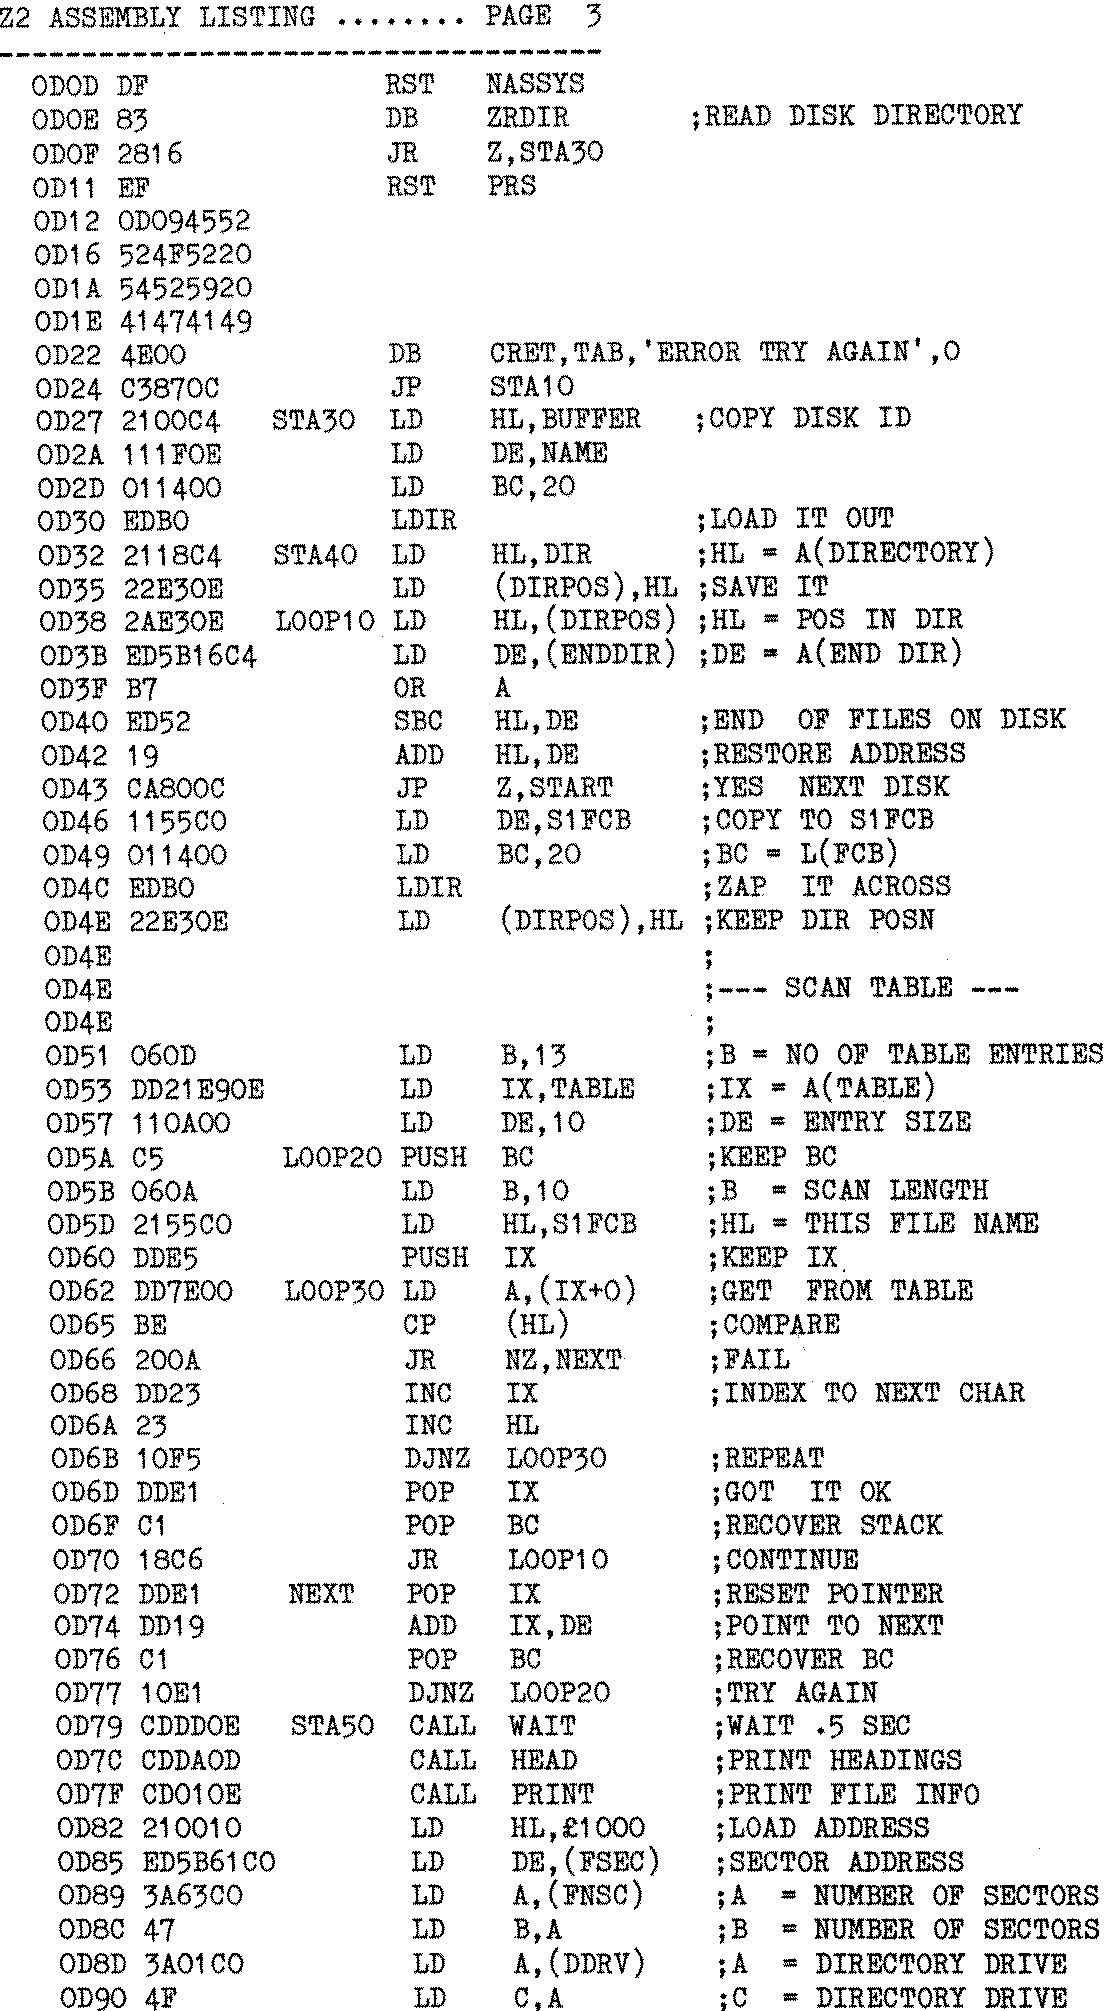 Z2 ASSEMBLY LISTING ........ PAGE  3
------------------------------------
0D0D DF              RST   NASSYS
0D0E 83              DB    ZRDIR       ;READ DISK DIRECTORY
0D0F 2816            JR    Z,STA30
0D11 EF              RST   PRS
0D12 0D094552
0D16 524F5220
0D1A 54525920
0D1E 41474149
0D22 4E00            DB    CRET,TAB,'ERROR TRY AGAIN',0
0D24 C3870C          JP    STA10
0D27 2100C4   STA30  LD    HL,BUFFER   ;COPY DISK ID
0D2A 111F0E          LD    DE,NAME
0D2D 011400          LD    BC,20
0D30 EDB0            LDIR              ;LOAD IT OUT
0D32 2118C4   STA40  LD    HL,DIR      ;HL = A(DIRECTORY)
0D35 22E30E          LD    (DIRPOS),HL ;SAVE IT
0D38 2AE30E   LOOP10 LD    HL,(DIRPOS) ;HL = POS IN DIR
0D3B ED5B16C4        LD    DE,(ENDDIR) ;DE = A(END DIR)
0D3F B7              OR    A
0D40 ED52            SBC   HL,DE       ;END  OF FILES ON DISK
0D42 19              ADD   HL,DE       ;RESTORE ADDRESS
0D43 CA800C          JP    Z,START     ;YES  NEXT DISK
0D46 1155C0          LD    DE,S1FCB    ;COPY TO S1FCB
0D49 011400          LD    BC,20       ;BC = L(FCB)
0D4C EDB0            LDIR              ;ZAP  IT ACROSS
0D4E 22E30E          LD    (DIRPOS),HL ;KEEP DIR POSN
0D4E                                   ;
0D4E                                   ;--- SCAN TABLE ---
0D4E                                   ;
0D51 060D            LD    B,13        ;B = NO OF TABLE ENTRIES
0D53 DD21E90E        LD    IX,TABLE    ;IX = A(TABLE)
0D57 110A00          LD    DE,10       ;DE = ENTRY SIZE
0D5A C5       LOOP20 PUSH  BC          ;KEEP BC
0D5B 060A            LD    B,10        ;B  = SCAN LENGTH
0D5D 2155C0          LD    HL,S1FCB    ;HL = THIS FILE NAME
0D60 DDE5            PUSH  IX          ;KEEP IX
0D62 DD7E00   LOOP30 LD    A,(IX+0)    ;GET  FROM TABLE
0D65 BE              CP    (HL)        ;COMPARE
0D66 200A            JR    NZ,NEXT     ;FAIL
0D68 DD23            INC   IX          ;INDEX TO NEXT CHAR
0D6A 23              INC   HL
0D6B 10F5            DJNZ  LOOP30      ;REPEAT
0D6D DDE1            POP   IX          ;GOT  IT OK
0D6F C1              POP   BC          ;RECOVER STACK
0D70 18C6            JR    LOOP10      ;CONTINUE
0D72 DDE1     NEXT   POP   IX          ;RESET POINTER
0D74 DD19            ADD   IX,DE       ;POINT TO NEXT
0D76 C1              POP   BC          ;RECOVER BC
0D77 10E1            DJNZ  LOOP20      ;TRY AGAIN
0D79 CDDD0E   STA50  CALL  WAIT        ;WAIT .5 SEC
0D7C CDDA0D          CALL  HEAD        ;PRINT HEADINGS
0D7F CD010E          CALL  PRINT       ;PRINT FILE INFO
0D82 210010          LD    HL,£1000    ;LOAD ADDRESS
0D85 ED5B61C0        LD    DE,(FSEC)   ;SECTOR ADDRESS
0D89 3A63C0          LD    A,(FNSC)    ;A  = NUMBER OF SECTORS
0D8C 47              LD    B,A         ;B  = NUMBER OF SECTORS
0D8D 3A01C0          LD    A,(DDRV)    ;A  = DIRECTORY DRIVE
0D90 4F              LD    C,A         ;C  = DIRECTORY DRIVE